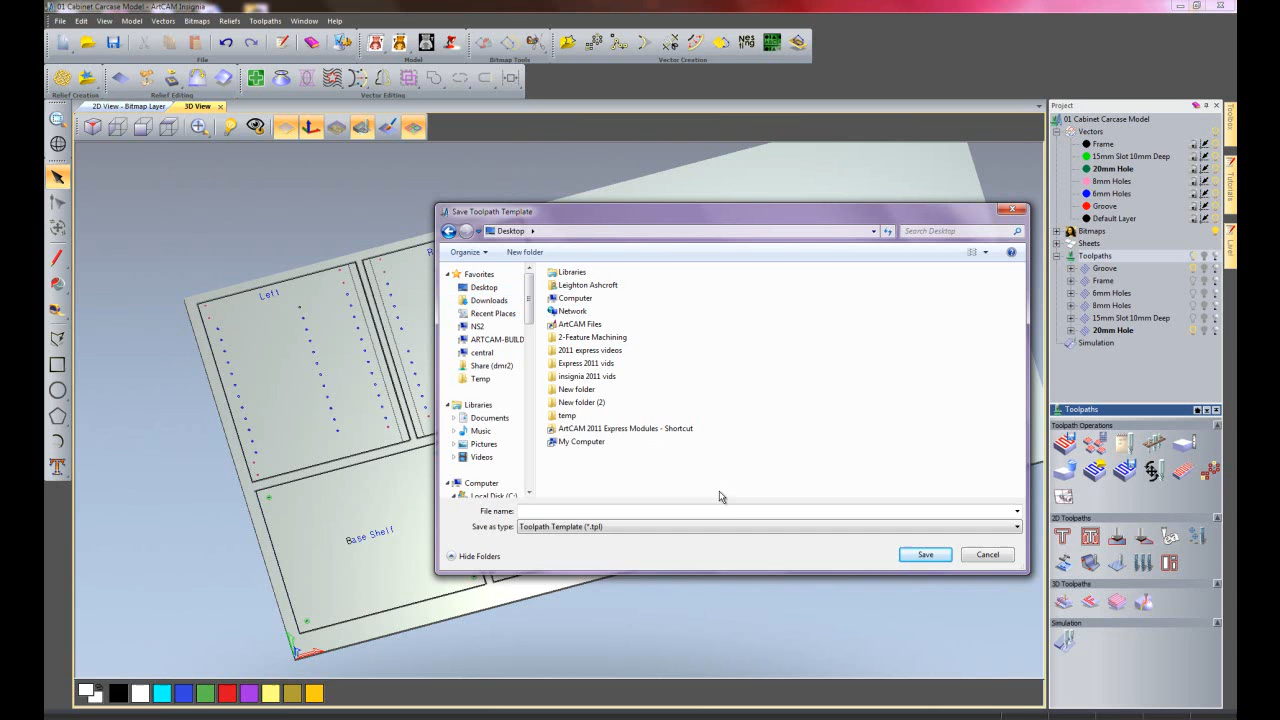 01 Cabinet Carcase Model - ArtCAM Insignia
File Edit View Model Vectors Bitmaps Reliefs Toolpaths Window Help
File Model Bitmap Tools Vector Creation
Relief Creation Relief Editing Vector Editing
2D View - Bitmap Layer 3D View
Left
Base Shelf
Save Toolpath Template
Desktop
Search Desktop
Organize New folder
Favorites
Desktop
Downloads
Recent Places
NS2
ARTCAM-BUILD
central
Share (dmr2)
Temp
Libraries
Documents
Music
Pictures
Videos
Computer
Local Disk (C:)
Libraries
Leighton Ashcroft
Computer
Network
ArtCAM Files
2-Feature Machining
2011 express videos
Express 2011 vids
insignia 2011 vids
New folder
New folder (2)
temp
ArtCAM 2011 Express Modules - Shortcut
My Computer
File name:
Save as type: Toolpath Template (*.tpl)
Hide Folders
Save Cancel
Project
01 Cabinet Carcase Model
Vectors
Frame
15mm Slot 10mm Deep
20mm Hole
8mm Holes
6mm Holes
Groove
Default Layer
Bitmaps
Sheets
Toolpaths
Groove
Frame
6mm Holes
8mm Holes
15mm Slot 10mm Deep
20mm Hole
Simulation
Toolpaths
Toolpath Operations
2D Toolpaths
3D Toolpaths
Simulation
Toolbox
Tutorials
Layer